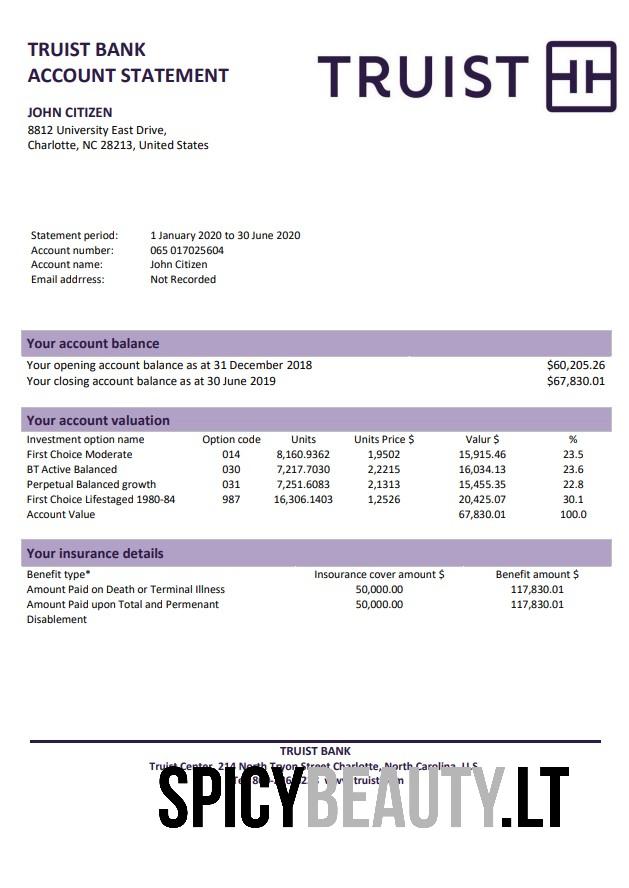 TRUIST BANK
ACCOUNT STATEMENT
TRUIST
JOHN CITIZEN
8812 University East Drive,
Charlotte, NC 28213, United States
Statement period: 1 January 2020 to 30 June 2020
Account number: 065 017025604
Account name: John Citizen
Email addrress: Not Recorded
Your account balance
Your opening account balance as at 31 December 2018 $60,205.26
Your closing account balance as at 30 June 2019 $67,830.01
Your account valuation
Investment option name Option code Units Units Price $ Valur $ %
First Choice Moderate 014 8,160.9362 1,9502 15,915.46 23.5
BT Active Balanced 030 7,217.7030 2,2215 16,034.13 23.6
Perpetual Balanced growth 031 7,251.6083 2,1313 15,455.35 22.8
First Choice Lifestaged 1980-84 987 16,306.1403 1,2526 20,425.07 30.1
Account Value 67,830.01 100.0
Your insurance details
Benefit type* Insourance cover amount $ Benefit amount $
Amount Paid on Death or Terminal Illness 50,000.00 117,830.01
Amount Paid upon Total and Permenant 50,000.00 117,830.01
Disablement
TRUIST BANK
Truist Center, 214 North Tryon Street Charlotte, North Carolina, U.S.
SPICYBEAUTY.LT